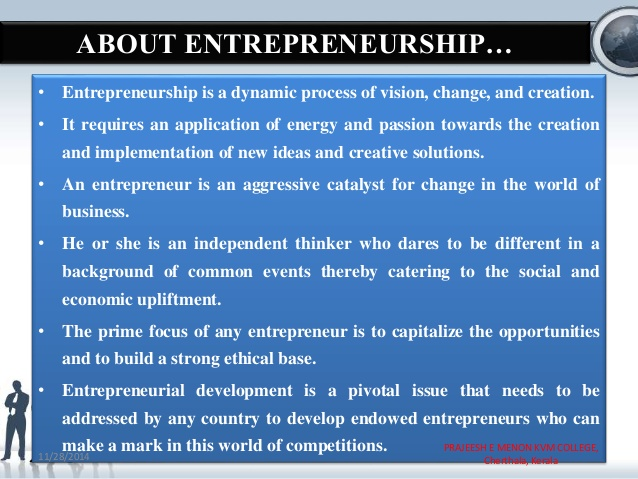 ABOUT ENTREPRENEURSHIP…
• Entrepreneurship is a dynamic process of vision, change, and creation.
• It requires an application of energy and passion towards the creation
and implementation of new ideas and creative solutions.
• An entrepreneur is an aggressive catalyst for change in the world of
business.
• He or she is an independent thinker who dares to be different in a
background of common events thereby catering to the social and
economic upliftment.
• The prime focus of any entrepreneur is to capitalize the opportunities
and to build a strong ethical base.
• Entrepreneurial development is a pivotal issue that needs to be
addressed by any country to develop endowed entrepreneurs who can
make a mark in this world of competitions.
11/28/2014
PRAJEESH E MENON KVM COLLEGE,
Cherthala, Kerala